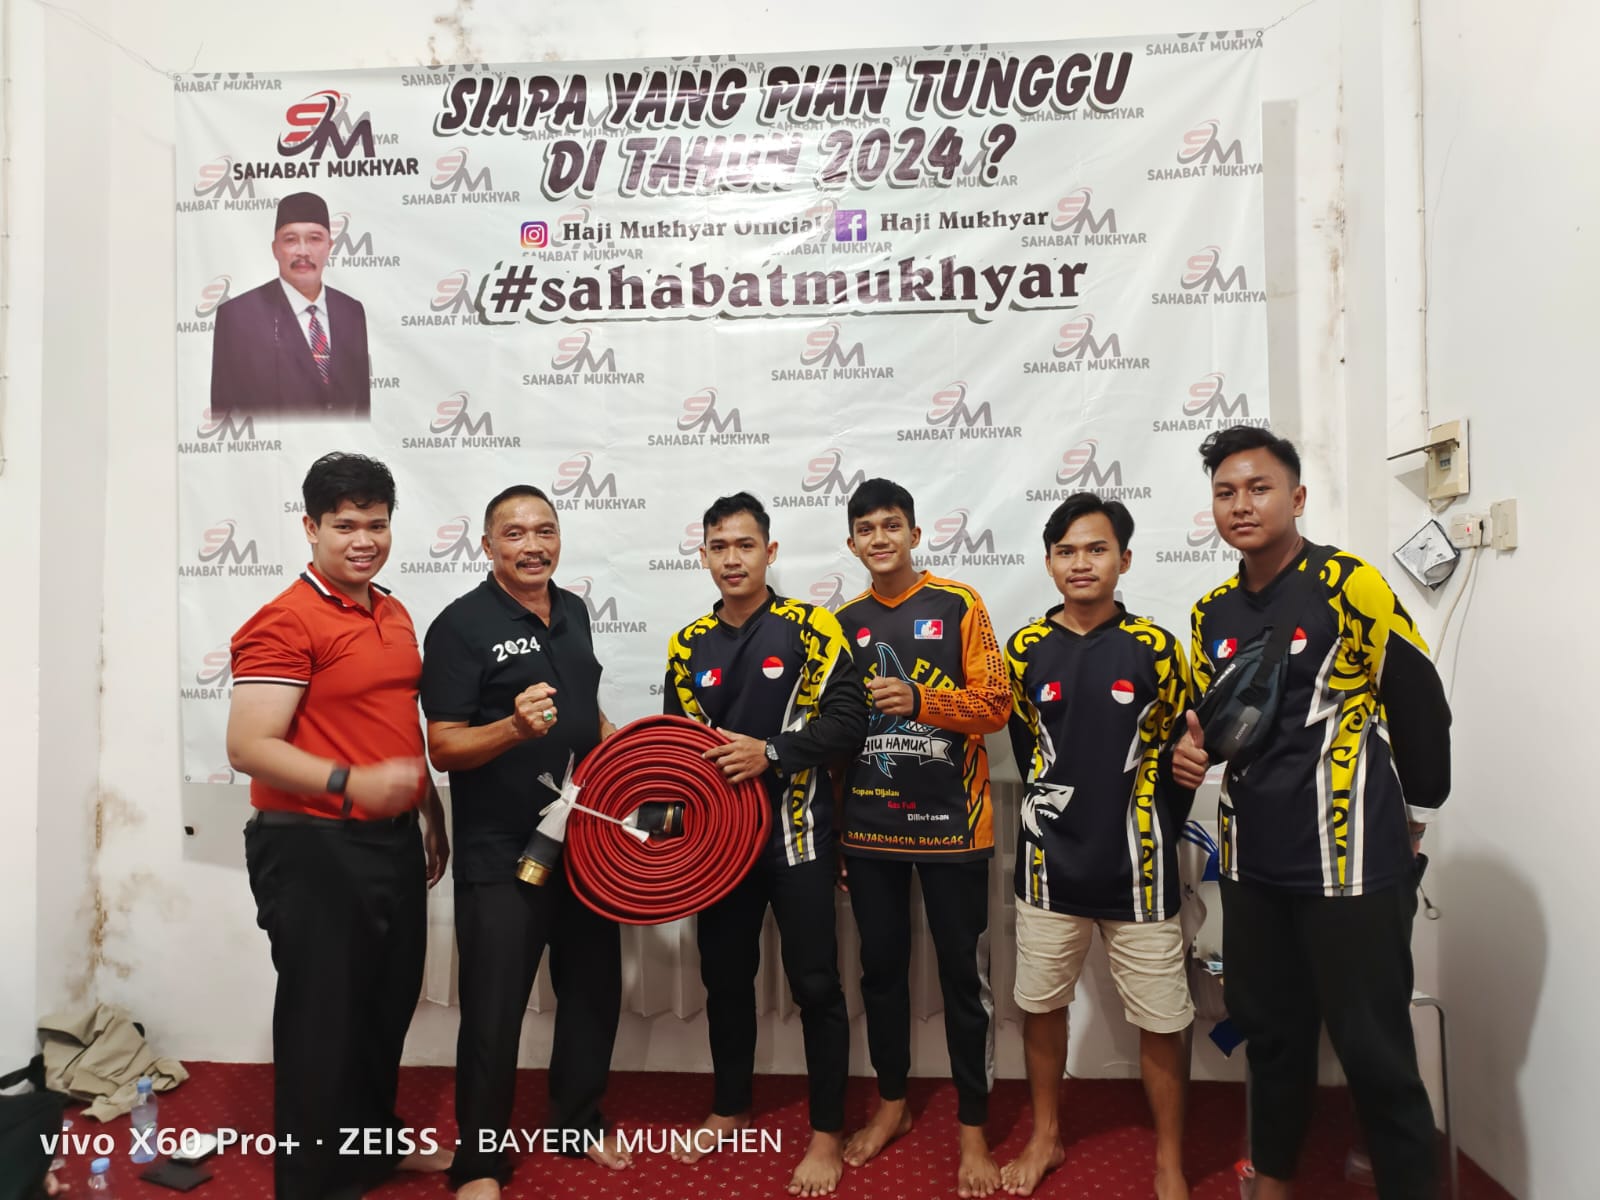 SIAPA YANG PIAN TUNGGU
DI TAHUN 2024 ?
SM
SAHABAT MUKHYAR
Haji Mukhyar Official
Haji Mukhyar
#sahabatmukhyar
SAHABAT MUKHYAR
SAHABAT MUKHYAR
SAHABAT MUKHYAR
SAHABAT MUKHYAR
SAHABAT MUKHYAR
SAHABAT MUKHYAR
SAHABAT MUKHYAR
SAHABAT MUKHYAR
SAHABAT MUKHYAR
2024
HIU HAMUK
Sopan Dijalan
Gas Full
Dilintasan
BANJARMASIN BUNGAS
vivo X60 Pro+ · ZEISS · BAYERN MUNCHEN